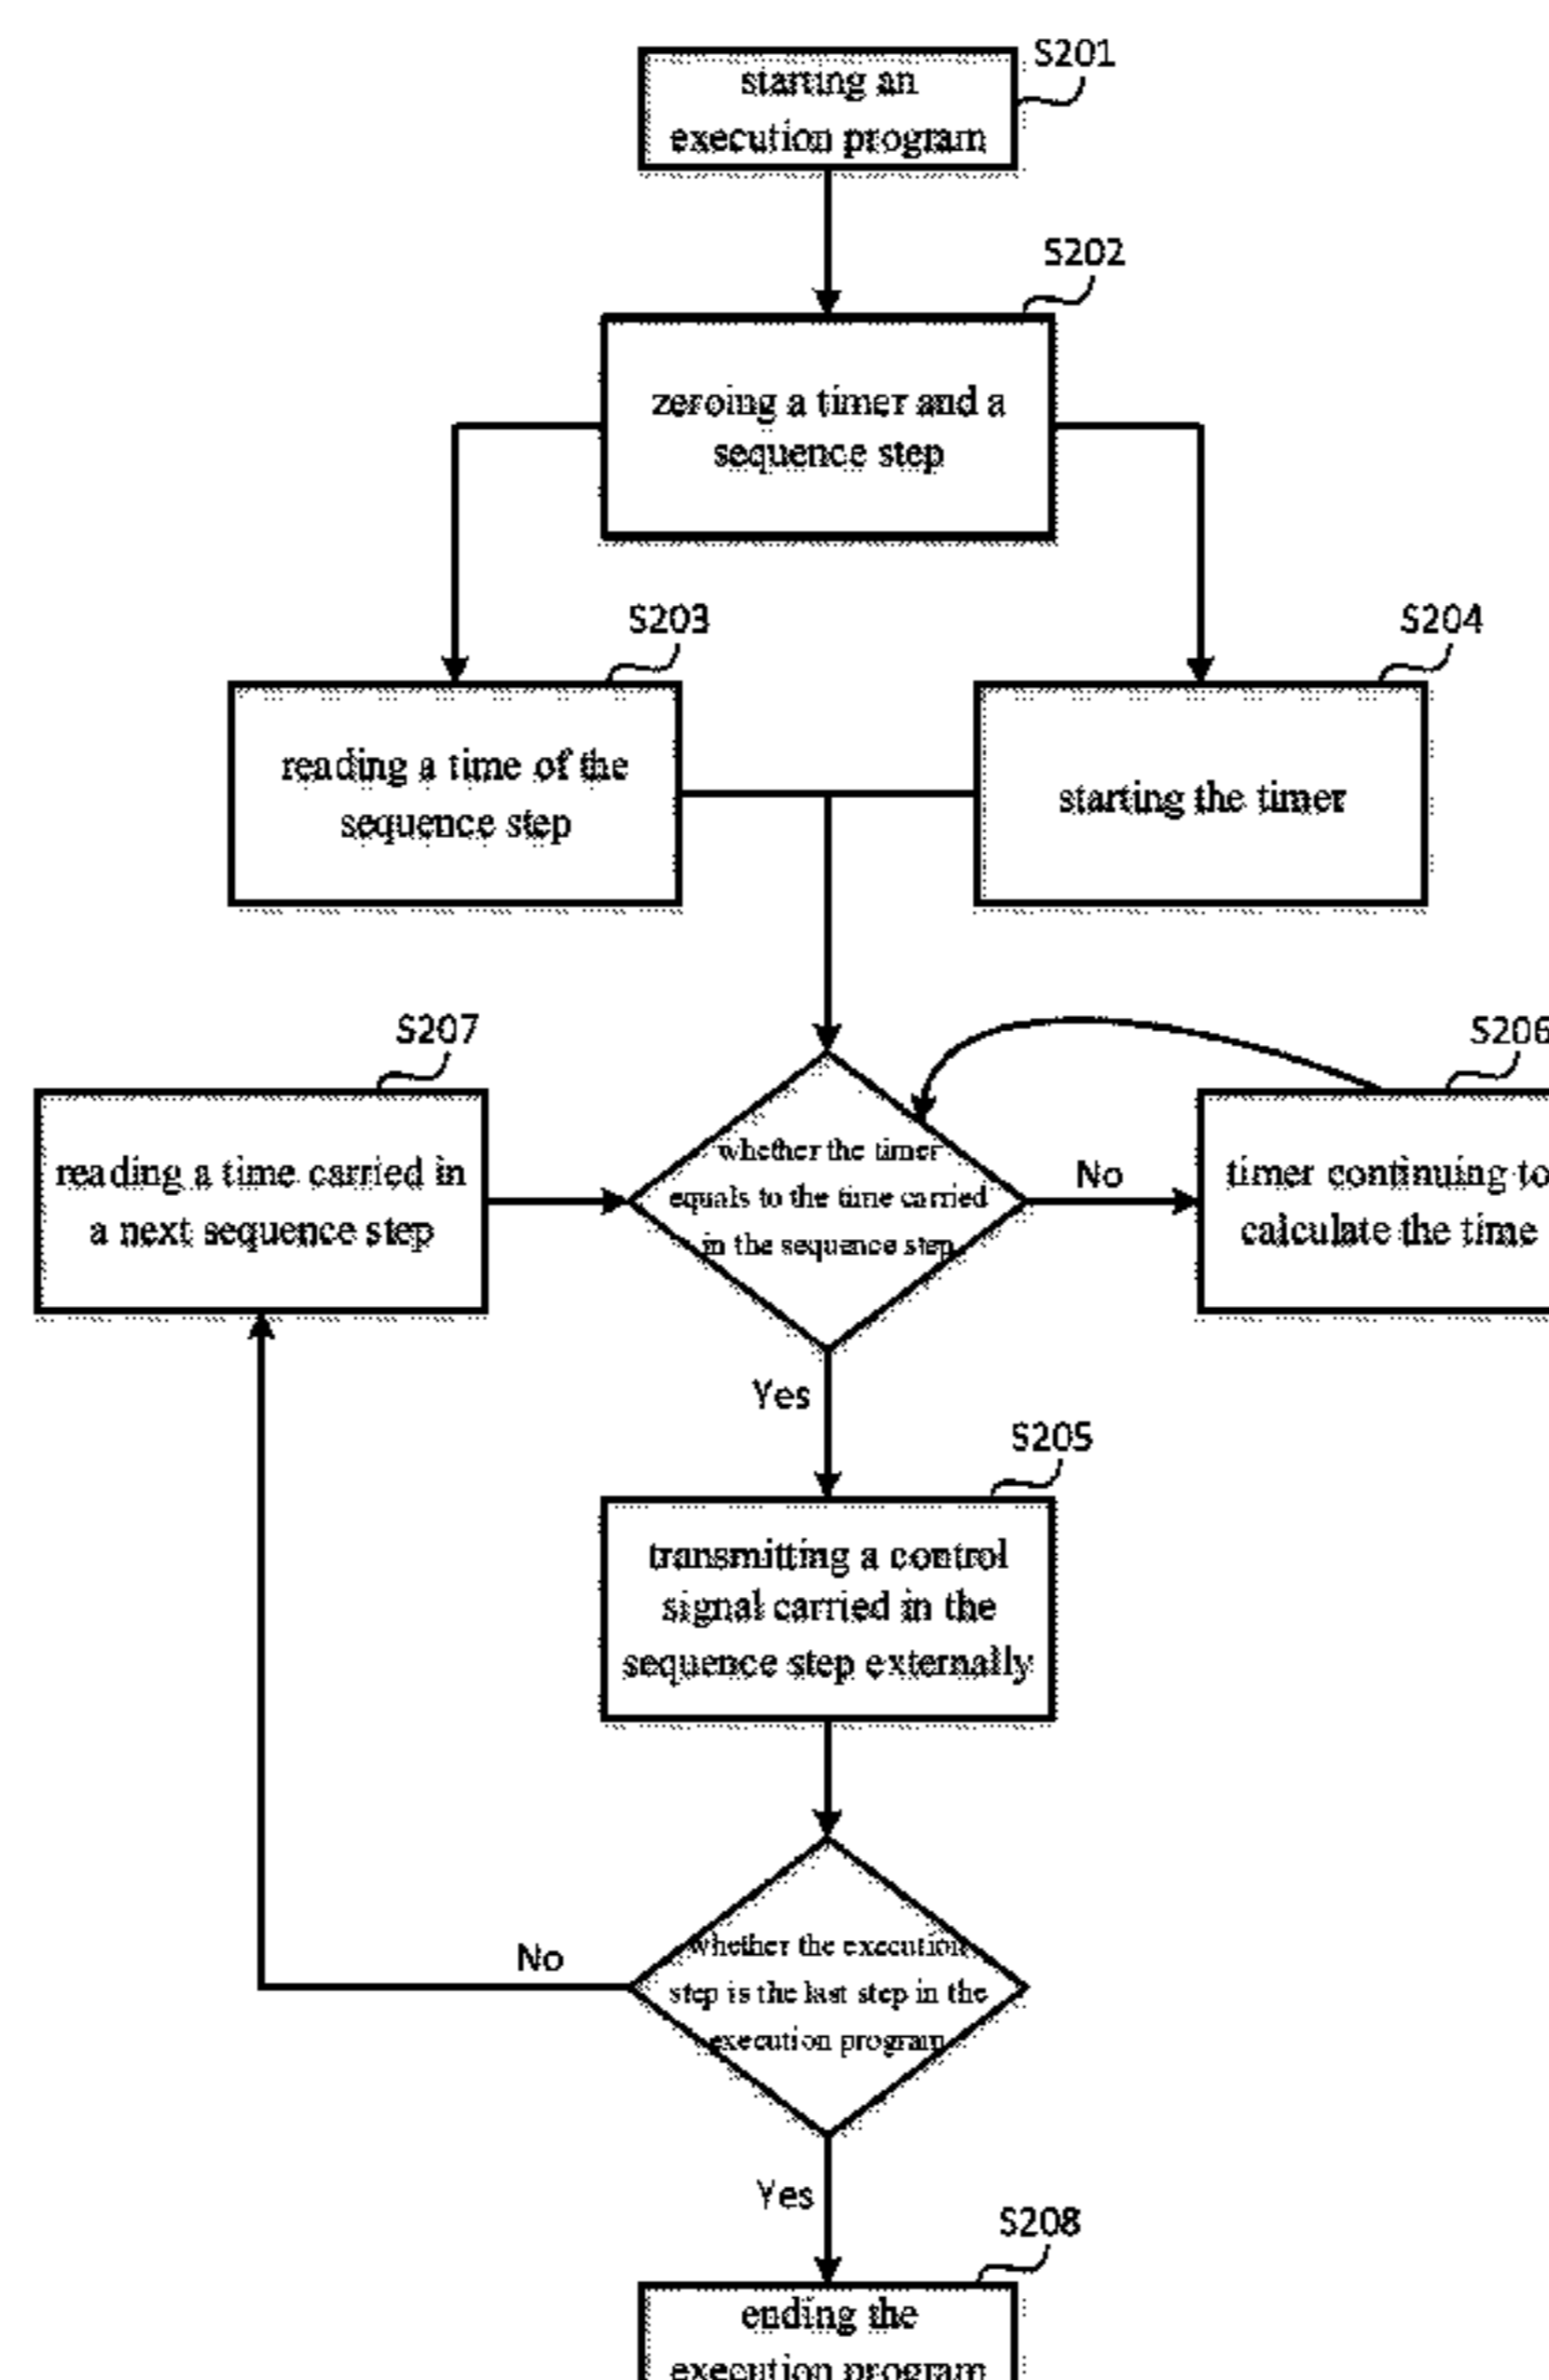 S201
starting an
execution program
S202
zeroing a timer and a
sequence step
S203
reading a time of the
sequence step
S204
starting the timer
S207
reading a time carried in
a next sequence step
whether the timer
equals to the time carried
in the sequence step
No
S206
timer continuing to
calculate the time
Yes
S205
transmitting a control
signal carried in the
sequence step externally
whether the execution
step is the last step in the
execution program
No
Yes
S208
ending the
execution program